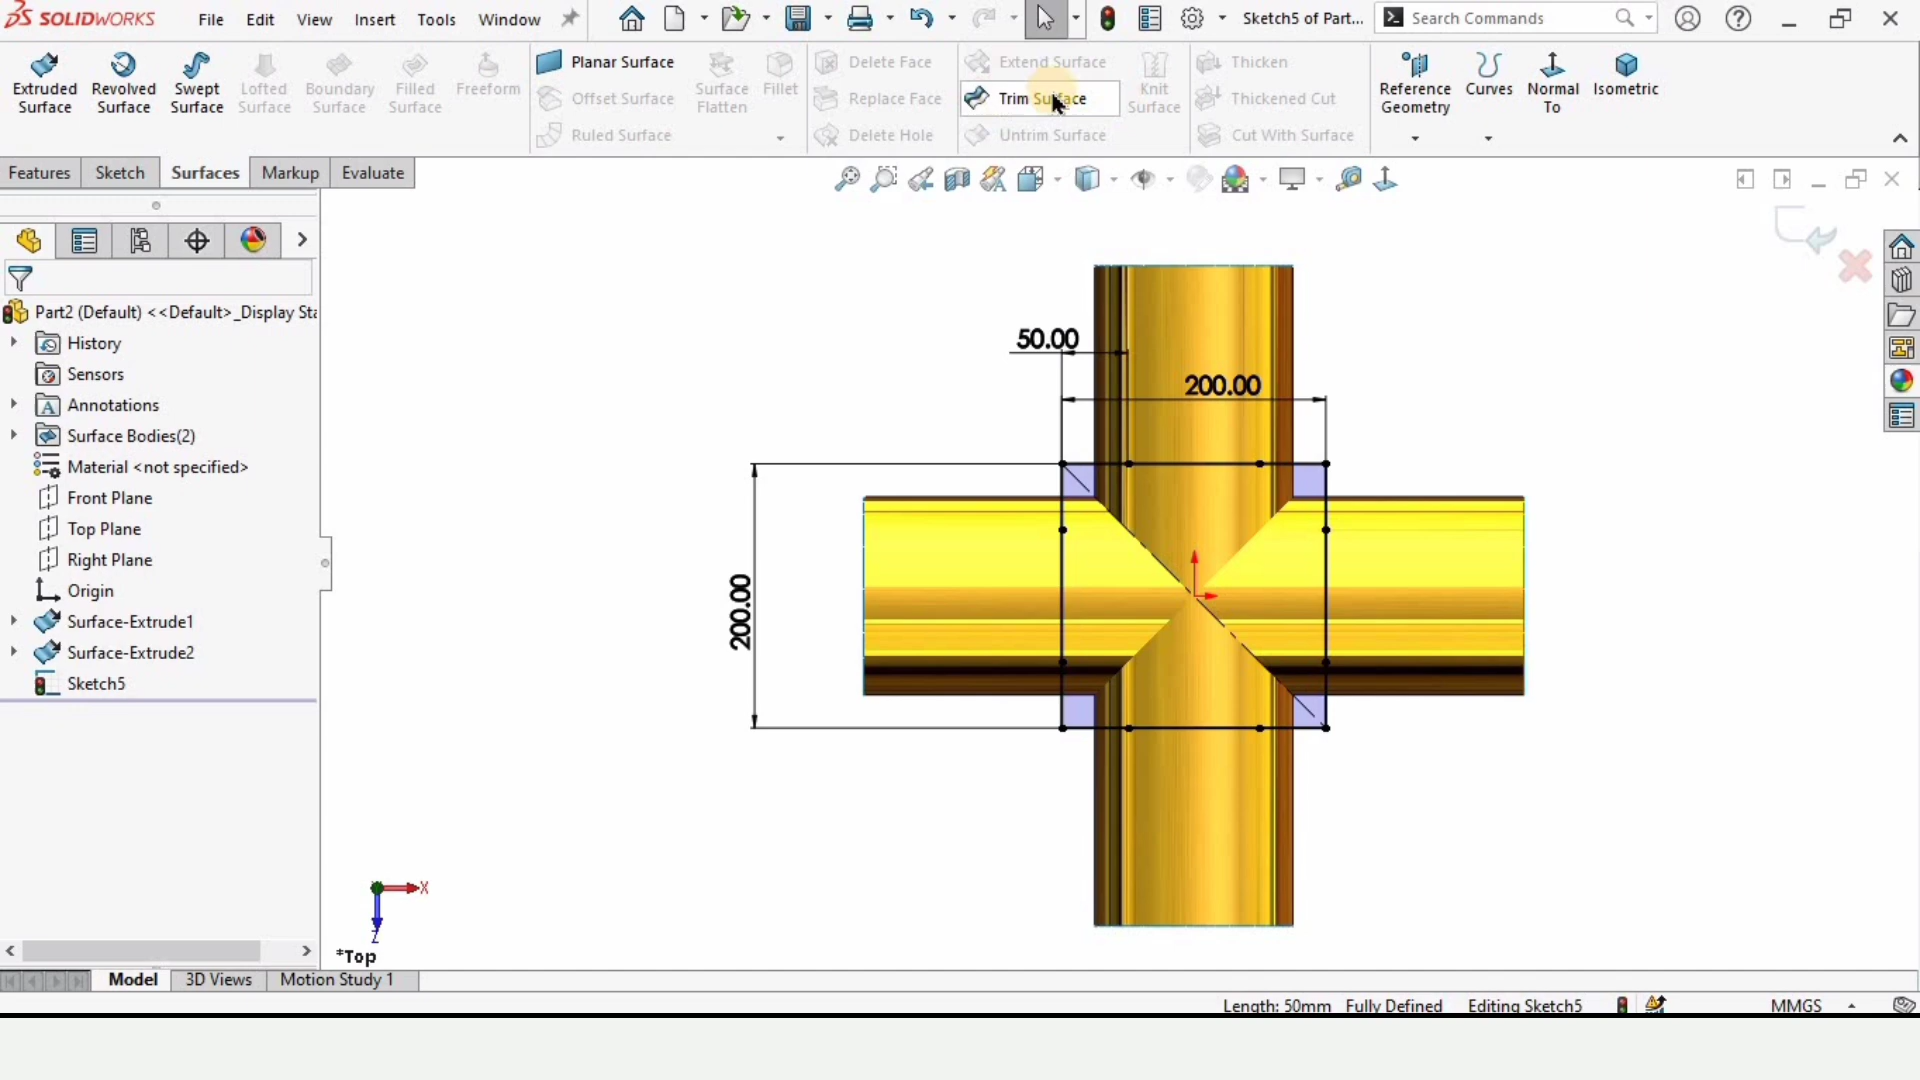 SOLIDWORKS File Edit View Insert Tools Window Sketch5 of Part... Search Commands
Extruded Surface
Revolved Surface
Swept Surface
Lofted Surface
Boundary Surface
Filled Surface
Freeform
Planar Surface
Offset Surface
Ruled Surface
Surface Flatten
Fillet
Delete Face
Replace Face
Delete Hole
Extend Surface
Trim Surface
Untrim Surface
Knit Surface
Thicken
Thickened Cut
Cut With Surface
Reference Geometry
Curves
Normal To
Isometric
Features Sketch Surfaces Markup Evaluate
Part2 (Default) <<Default>_Display Sta
History
Sensors
Annotations
Surface Bodies(2)
Material <not specified>
Front Plane
Top Plane
Right Plane
Origin
Surface-Extrude1
Surface-Extrude2
Sketch5
50.00
200.00
200.00
X
Z
*Top
Model 3D Views Motion Study 1
Length: 50mm Fully Defined Editing Sketch5 MMGS